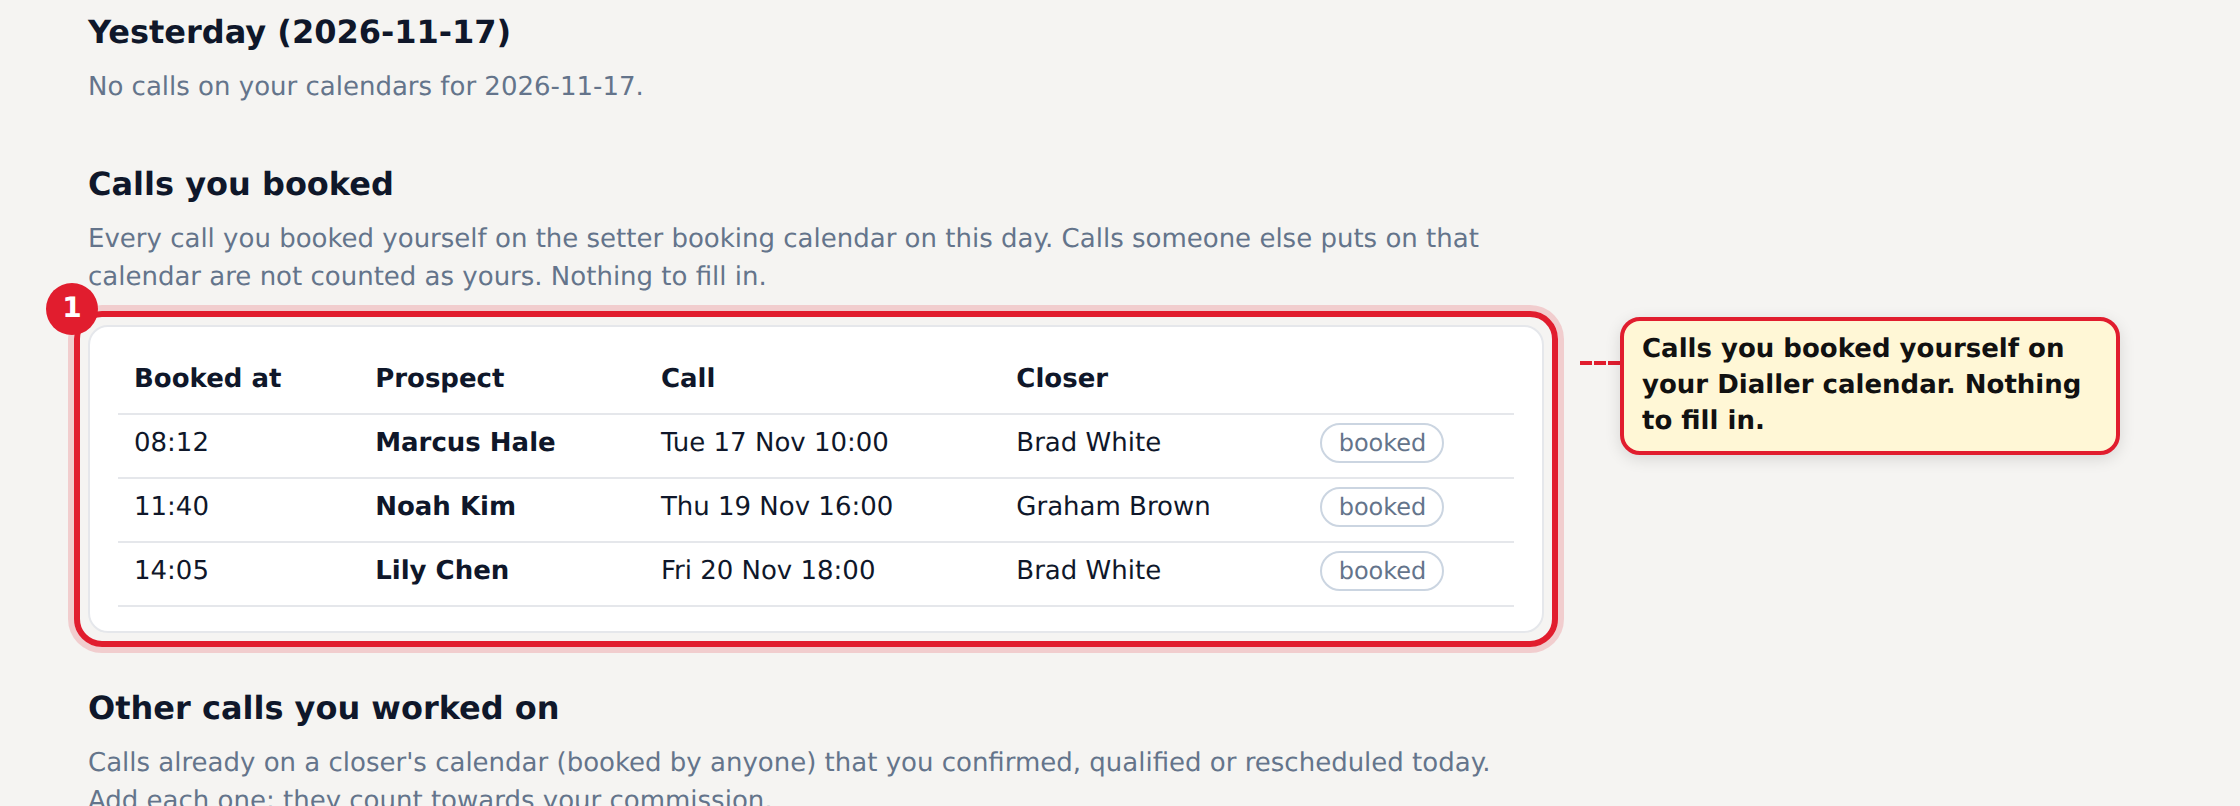 Yesterday (2026-11-17)
No calls on your calendars for 2026-11-17.
Calls you booked
Every call you booked yourself on the setter booking calendar on this day. Calls someone else puts on that
calendar are not counted as yours. Nothing to fill in.
1
Booked at Prospect Call Closer
08:12 Marcus Hale Tue 17 Nov 10:00 Brad White booked
11:40 Noah Kim Thu 19 Nov 16:00 Graham Brown booked
14:05 Lily Chen Fri 20 Nov 18:00 Brad White booked
Calls you booked yourself on
your Dialler calendar. Nothing
to fill in.
Other calls you worked on
Calls already on a closer's calendar (booked by anyone) that you confirmed, qualified or rescheduled today.
Add each one; they count towards your commission.